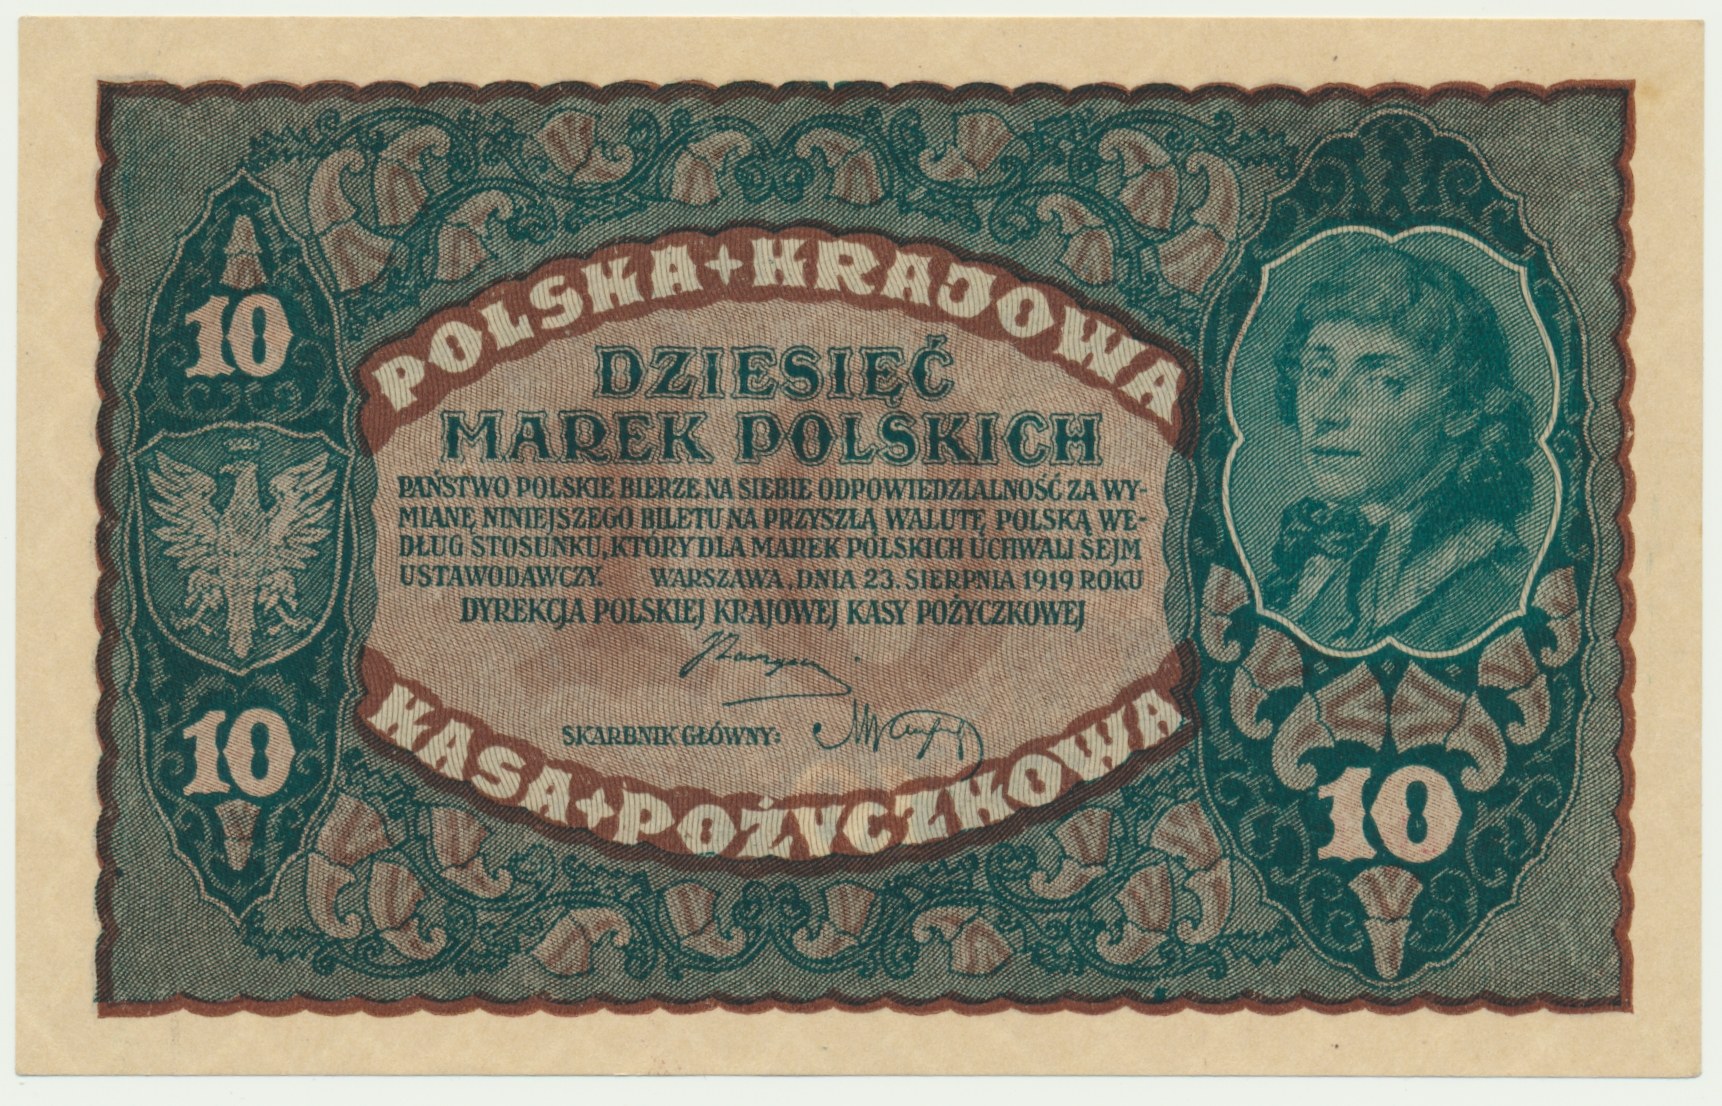 POLSKA+KRAJOWA
10
DZIESIĘĆ
MAREK POLSKICH
PAŃSTWO POLSKIE BIERZE NA SIEBIE ODPOWIEDZIALNOŚĆ ZA WY-
MIANĘ NINIEJSZEGO BILETU NA PRZYSZŁĄ WALUTĘ POLSKĄ WE-
DŁUG STOSUNKU, KTÓRY DLA MAREK POLSKICH UCHWALI SEJM
USTAWODAWCZY. WARSZAWA, DNIA 23. SIERPNIA 1919 ROKU
DYREKCJA POLSKIEJ KRAJOWEJ KASY POŻYCZKOWEJ
SKARBNIK GŁÓWNY:
10
10
KASA+POŻYCZKOWA